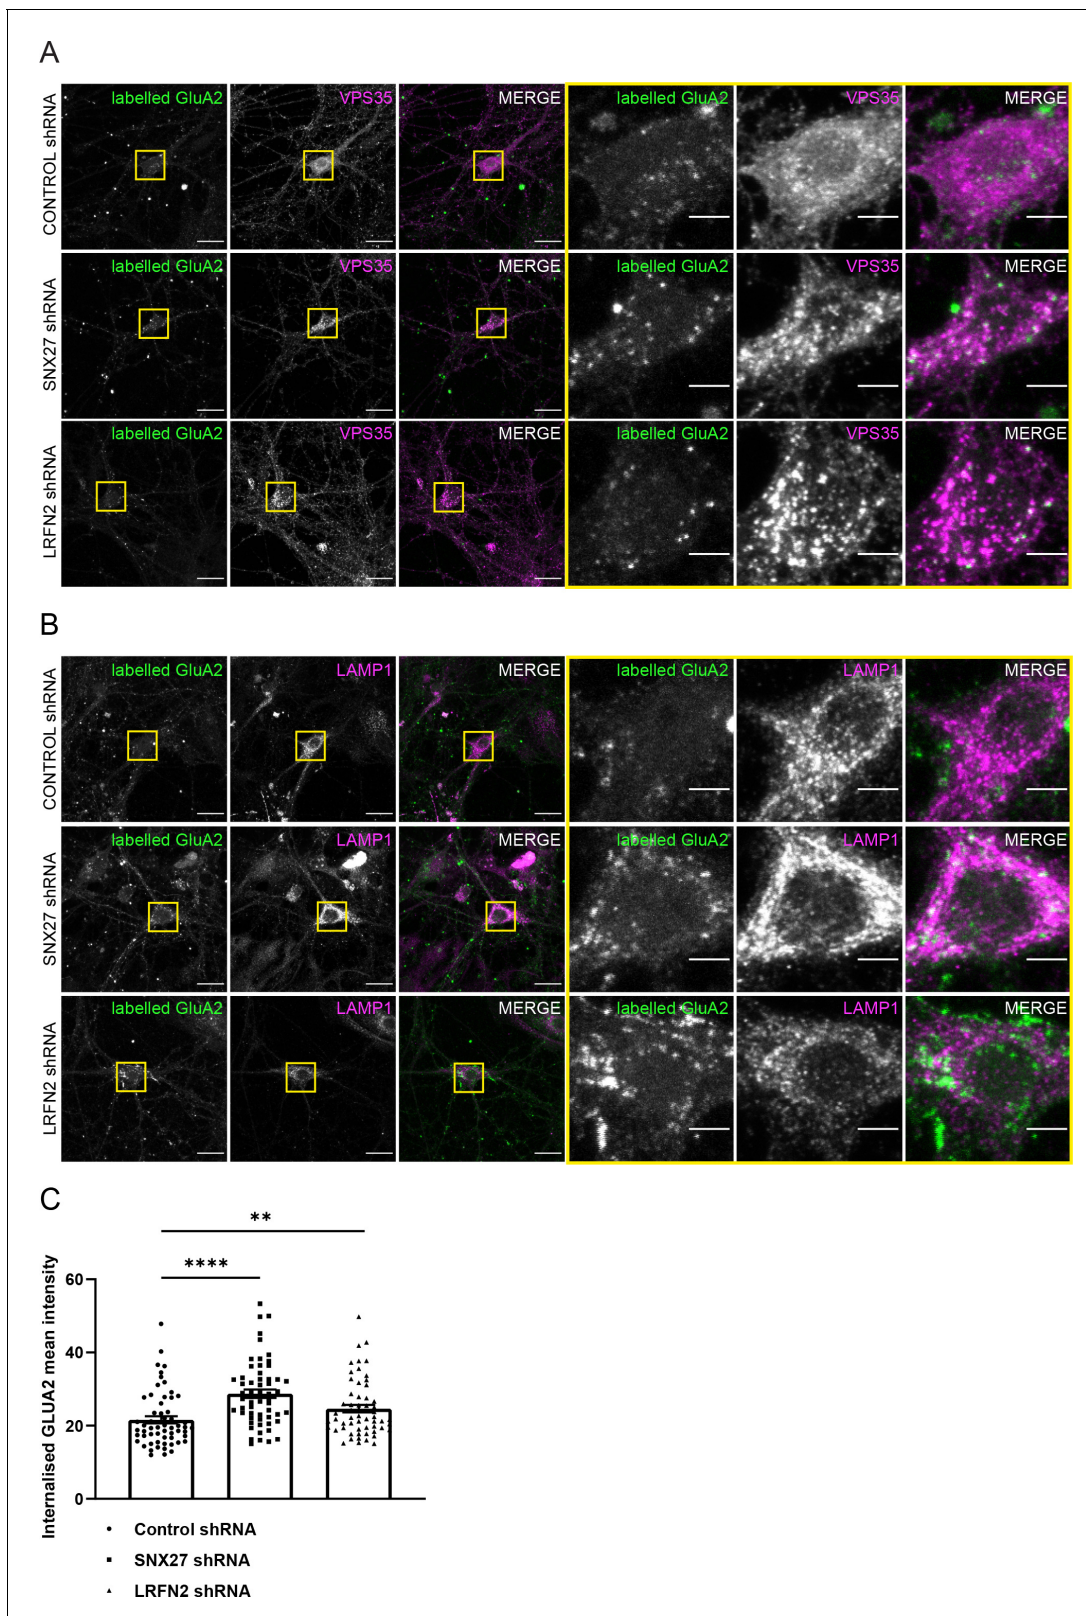 A
CONTROL shRNA
labelled GluA2
VPS35
MERGE
labelled GluA2
VPS35
MERGE
SNX27 shRNA
labelled GluA2
VPS35
MERGE
labelled GluA2
VPS35
MERGE
LRFN2 shRNA
labelled GluA2
VPS35
MERGE
labelled GluA2
VPS35
MERGE
B
CONTROL shRNA
labelled GluA2
LAMP1
MERGE
labelled GluA2
LAMP1
MERGE
SNX27 shRNA
labelled GluA2
LAMP1
MERGE
labelled GluA2
LAMP1
MERGE
LRFN2 shRNA
labelled GluA2
LAMP1
MERGE
labelled GluA2
LAMP1
MERGE
C
**
****
Internalised GLUA2 mean intensity
60
40
20
0
Control shRNA
SNX27 shRNA
LRFN2 shRNA